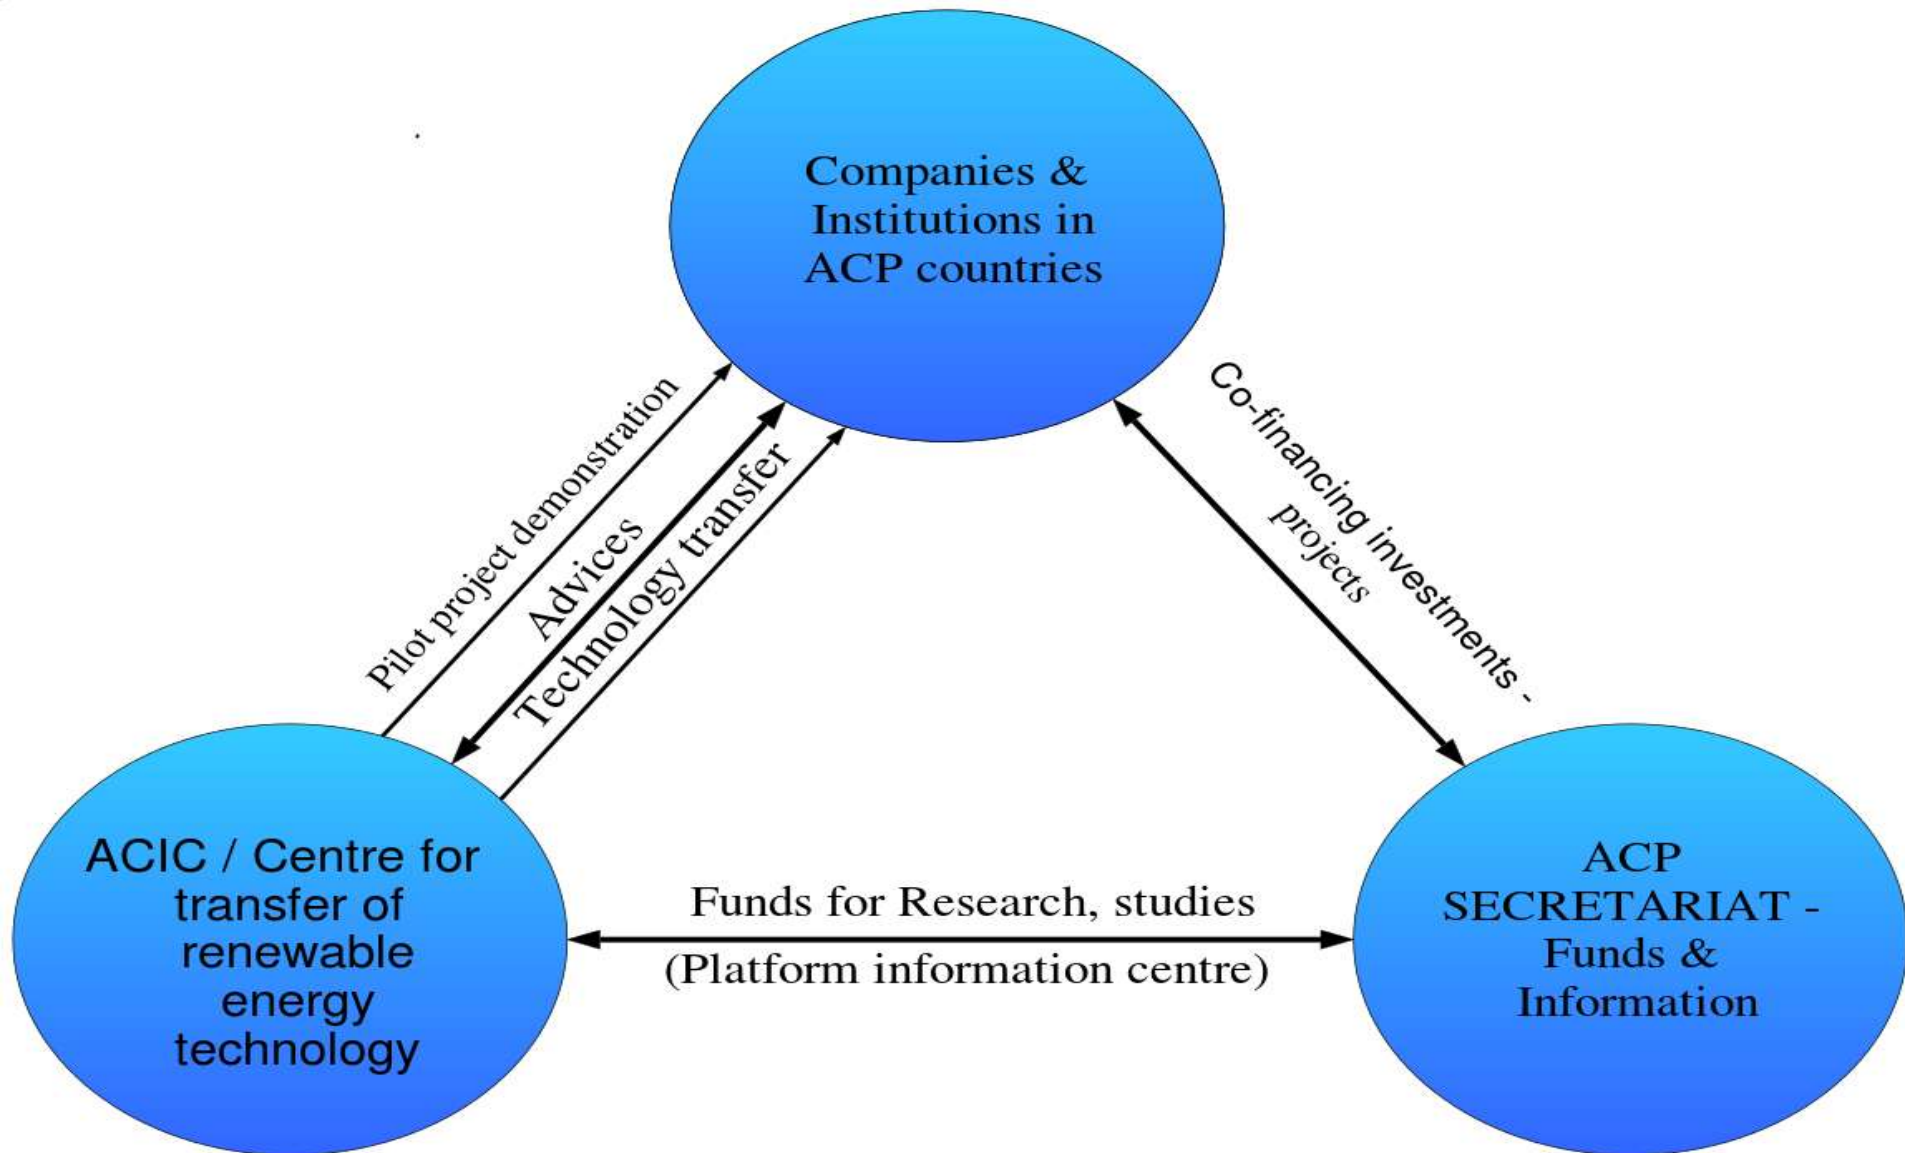 Companies &
Institutions in
ACP countries
Pilot project demonstration
Advices
Technology transfer
Co-financing investments -
projects
ACIC / Centre for
transfer of
renewable
energy
technology
Funds for Research, studies
(Platform information centre)
ACP
SECRETARIAT -
Funds &
Information